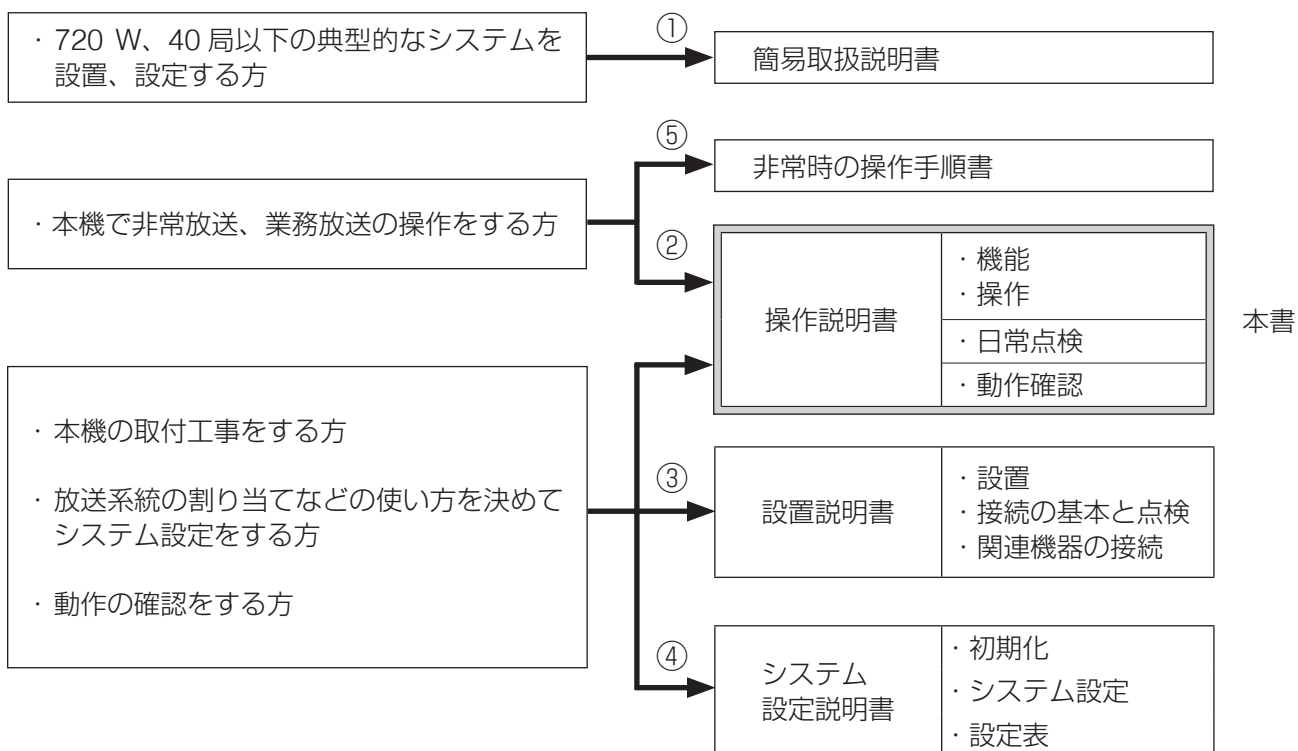 ・720 W、40 局以下の典型的なシステムを
設置、設定する方
①
簡易取扱説明書
⑤
非常時の操作手順書
・本機で非常放送、業務放送の操作をする方
②
操作説明書
・機能
・操作
・日常点検
・動作確認
本書
・本機の取付工事をする方
・放送系統の割り当てなどの使い方を決めて
システム設定をする方
・動作の確認をする方
③
設置説明書
・設置
・接続の基本と点検
・関連機器の接続
④
システム
設定説明書
・初期化
・システム設定
・設定表